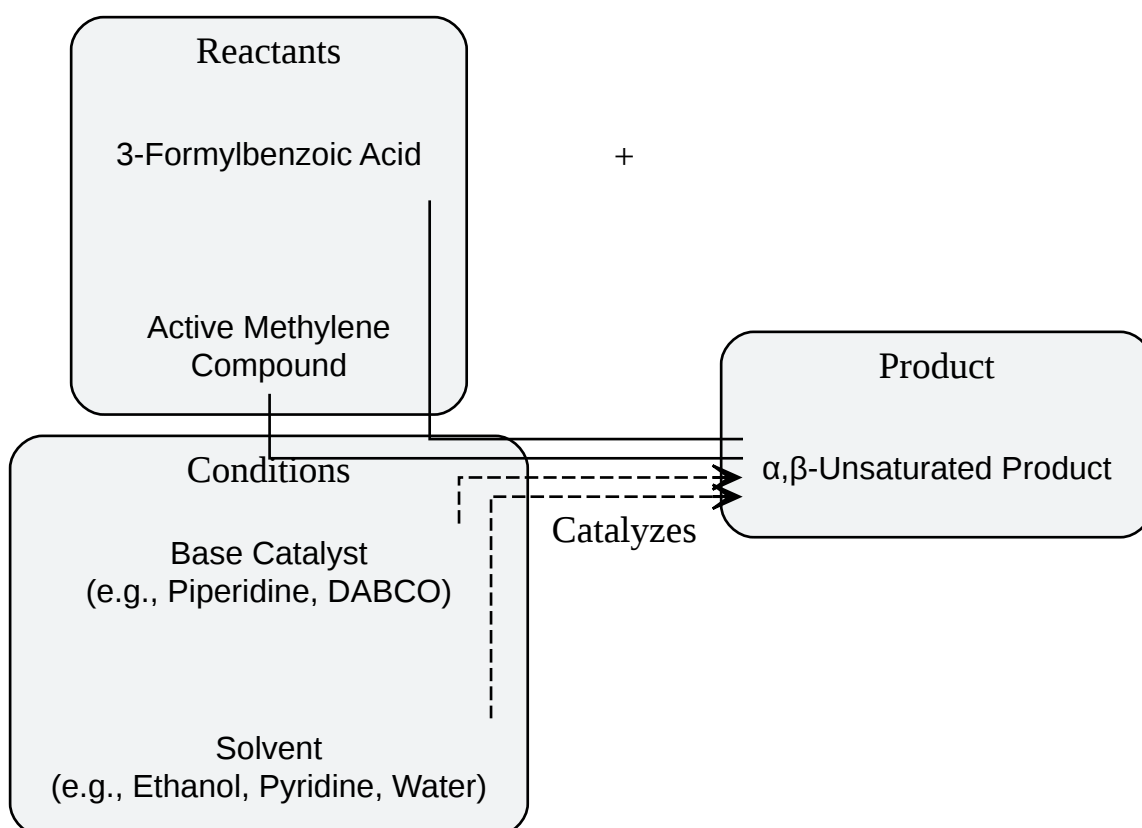 Reactants
3-Formylbenzoic Acid
+
Active Methylene
Compound
Product
α,β-Unsaturated Product
Conditions
Catalyzes
Base Catalyst
(e.g., Piperidine, DABCO)
Solvent
(e.g., Ethanol, Pyridine, Water)